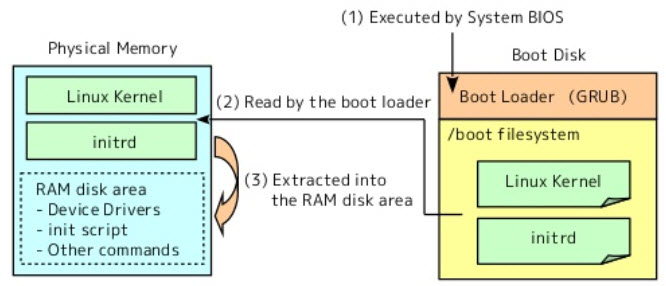 (1) Executed by System BIOS
Physical Memory
Boot Disk
Linux Kernel
initrd
RAM disk area
- Device Drivers
- init script
- Other commands
(2) Read by the boot loader
(3) Extracted into
the RAM disk area
Boot Loader (GRUB)
/boot filesystem
Linux Kernel
initrd